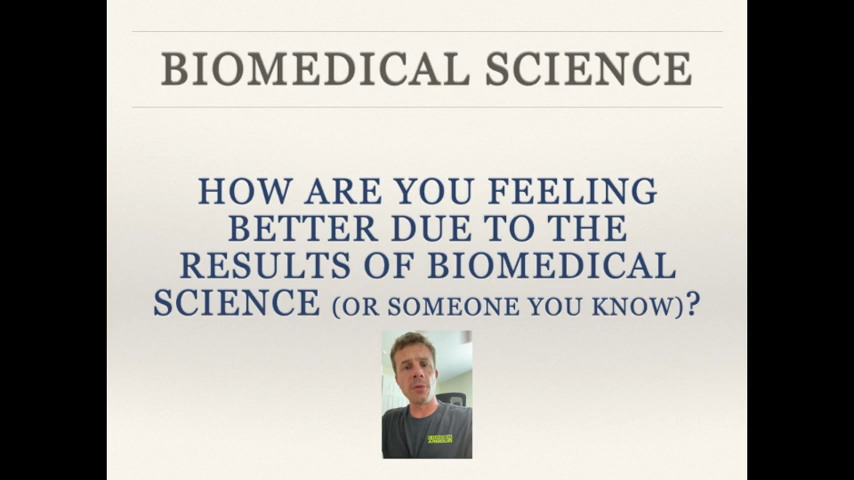 BIOMEDICAL SCIENCE
HOW ARE YOU FEELING
BETTER DUE TO THE
RESULTS OF BIOMEDICAL
SCIENCE (OR SOMEONE YOU KNOW)?